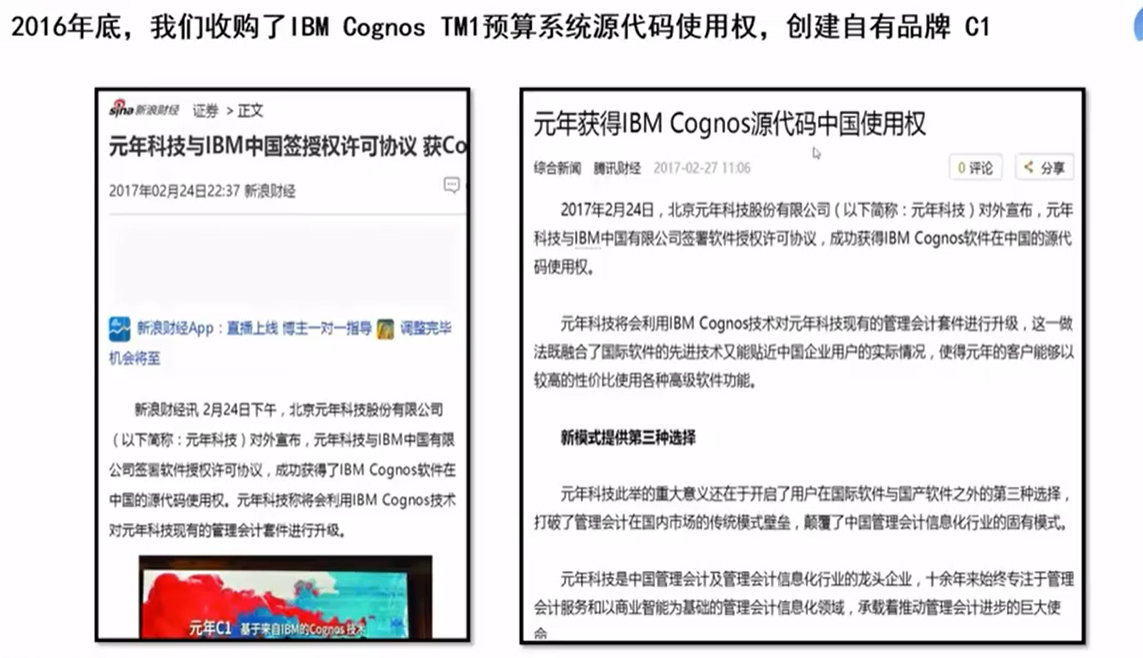 2016年底，我们收购了IBM Cognos TM1预算系统源代码使用权，创建自有品牌 C1
sina新浪财经 证券 > 正文
元年科技与IBM中国签授权许可协议 获Co
2017年02月24日22:37 新浪财经
新浪财经App：直播上线 博主一对一指导 调整完毕
机会将至
新浪财经讯 2月24日下午，北京元年科技股份有限公司
（以下简称：元年科技）对外宣布，元年科技与IBM中国有限
公司签署软件授权许可协议，成功获得了IBM Cognos软件在
中国的源代码使用权。元年科技称将会利用IBM Cognos技术
对元年科技现有的管理会计套件进行升级。
元年C1 基于来自IBM的Cognos 技术
元年获得IBM Cognos源代码中国使用权
综合新闻 腾讯财经 2017-02-27 11:06 0 评论 分享
2017年2月24日，北京元年科技股份有限公司（以下简称：元年科技）对外宣布，元年
科技与IBM中国有限公司签署软件授权许可协议，成功获得IBM Cognos软件在中国的源代
码使用权。
元年科技将会利用IBM Cognos技术对元年科技现有的管理会计套件进行升级，这一做
法既融合了国际软件的先进技术又能贴近中国企业用户的实际情况，使得元年的客户能够以
较高的性价比使用各种高级软件功能。
新模式提供第三种选择
元年科技此举的重大意义还在于开启了用户在国际软件与国产软件之外的第三种选择，
打破了管理会计在国内市场的传统模式壁垒，颠覆了中国管理会计信息化行业的固有模式。
元年科技是中国管理会计及管理会计信息化行业的龙头企业，十余年来始终专注于管理
会计服务和以商业智能为基础的管理会计信息化领域，承载着推动管理会计进步的巨大使
命